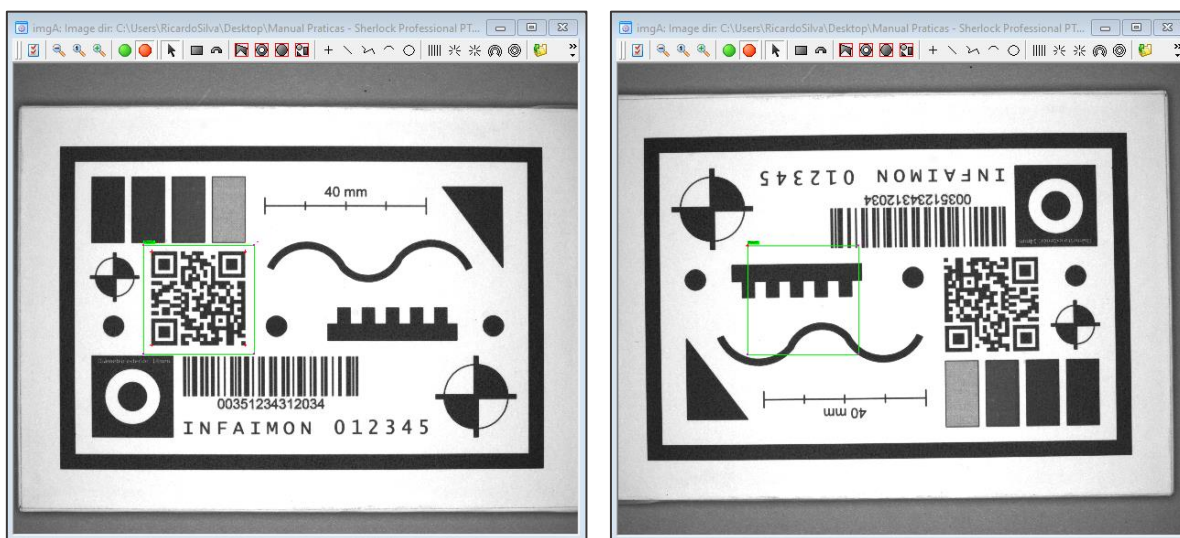 imgA: Image dir: C:\Users\RicardoSilva\Desktop\Manual Praticas - Sherlock Professional PT...
40 mm
00351234312034
INFAIMON 012345
imgA: Image dir: C:\Users\RicardoSilva\Desktop\Manual Praticas - Sherlock Professional PT...
INFAIMON 012345
00351234312034
40 mm